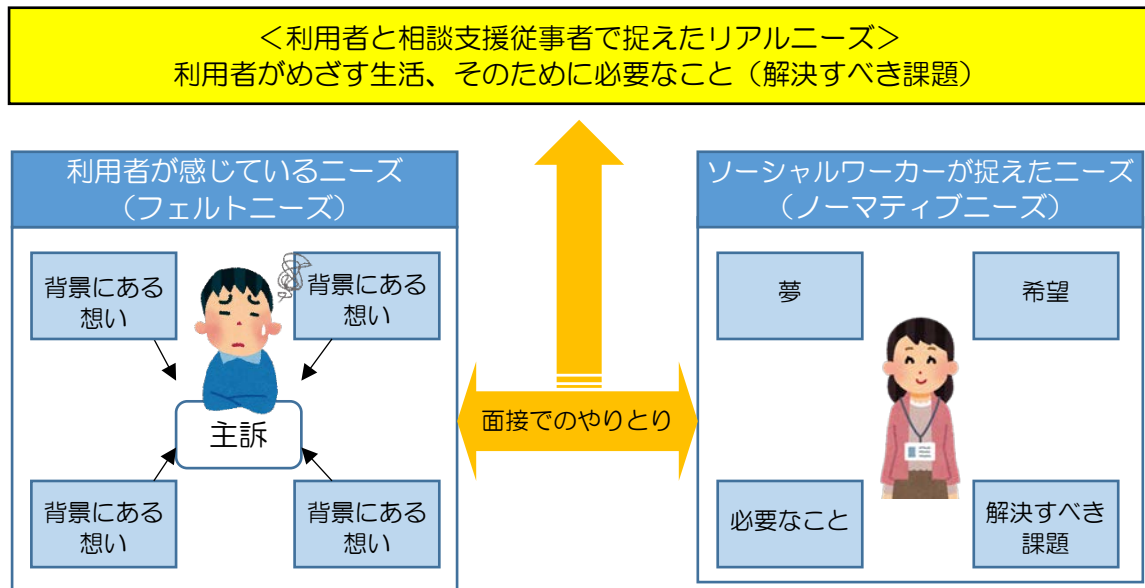 ＜利用者と相談支援従事者で捉えたリアルニーズ＞
利用者がめざす生活、そのために必要なこと（解決すべき課題）
利用者が感じているニーズ
（フェルトニーズ）
背景にある
想い
背景にある
想い
主訴
背景にある
想い
背景にある
想い
面接でのやりとり
ソーシャルワーカーが捉えたニーズ
（ノーマティブニーズ）
夢
希望
必要なこと
解決すべき
課題